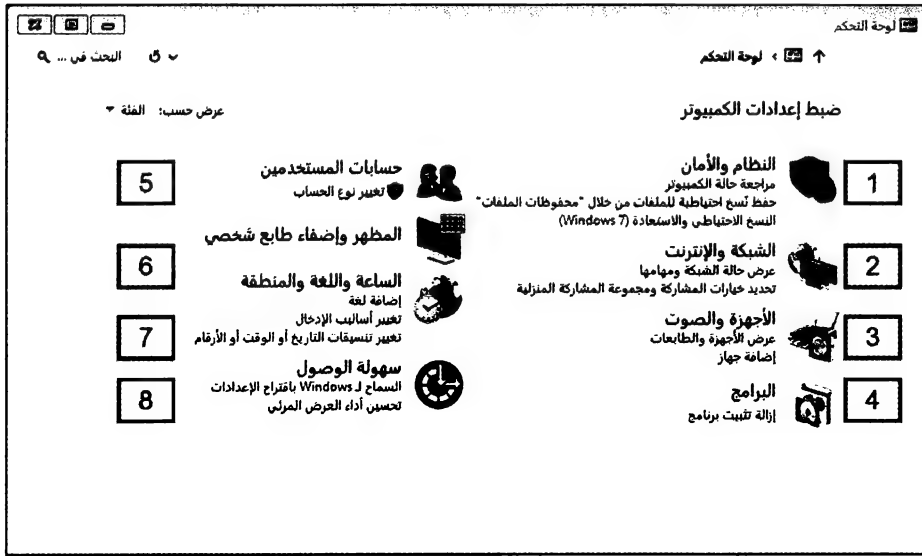 لوحة التحكم
لوحة التحكم
البحث في ...
ضبط إعدادات الكمبيوتر
عرض حسب: الفئة
1
النظام والأمان
مراجعة حالة الكمبيوتر
حفظ نُسخ احتياطية للملفات من خلال "محفوظات الملفات"
النسخ الاحتياطي والاستعادة (Windows 7)
2
الشبكة والإنترنت
عرض حالة الشبكة ومهامها
تحديد خيارات المشاركة ومجموعة المشاركة المنزلية
3
الأجهزة والصوت
عرض الأجهزة والطابعات
إضافة جهاز
4
البرامج
إزالة تثبيت برنامج
حسابات المستخدمين
تغيير نوع الحساب
5
المظهر وإضفاء طابع شخصي
6
الساعة واللغة والمنطقة
إضافة لغة
تغيير أساليب الإدخال
تغيير تنسيقات التاريخ أو الوقت أو الأرقام
7
سهولة الوصول
السماح لـ Windows باقتراح الإعدادات
تحسين أداء العرض المرئي
8